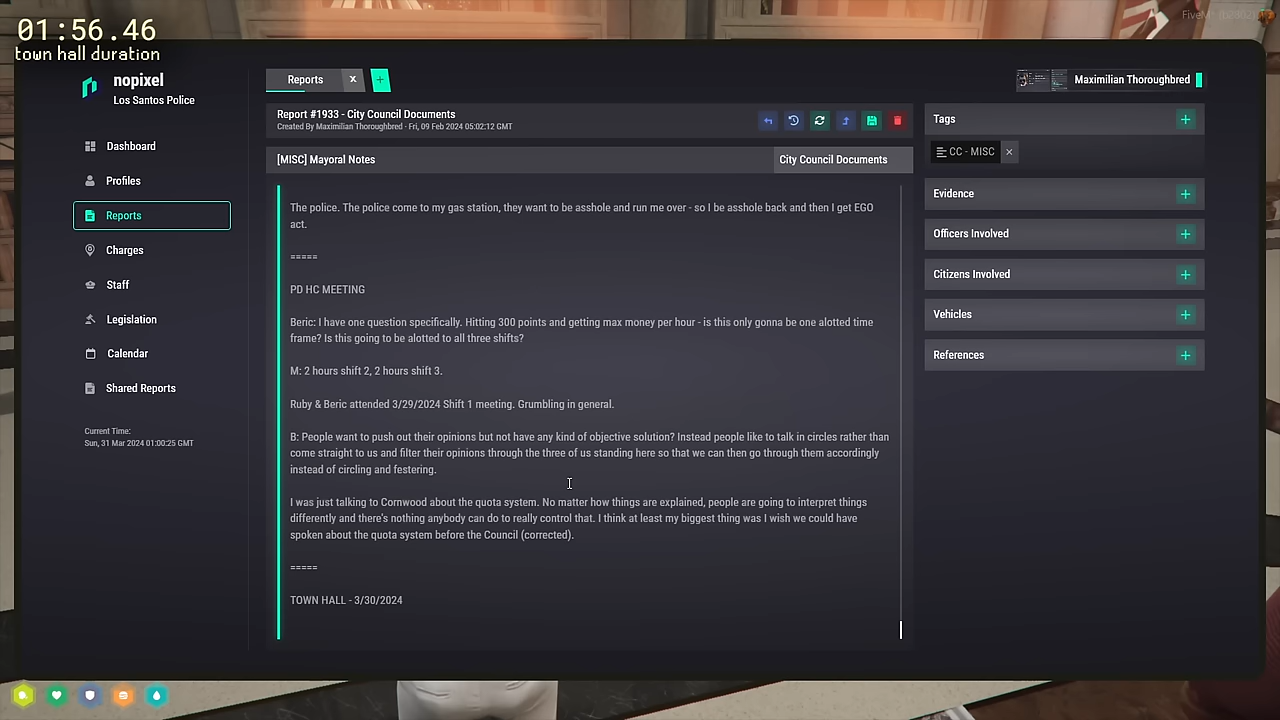 01:56.46
town hall duration
nopixel
Los Santos Police
Dashboard
Profiles
Reports
Charges
Staff
Legislation
Calendar
Shared Reports
Current Time:
Sun, 31 Mar 2024 01:00:25 GMT
Reports x +
Maximilian Thoroughbred
Report #1933 - City Council Documents
Created By Maximilian Thoroughbred · Fri, 09 Feb 2024 05:02:12 GMT
[MISC] Mayoral Notes
City Council Documents
The police. The police come to my gas station, they want to be asshole and run me over - so I be asshole back and then I get EGO
act.
=====
PD HC MEETING
Beric: I have one question specifically. Hitting 300 points and getting max money per hour - is this only gonna be one alotted time
frame? Is this going to be alotted to all three shifts?
M: 2 hours shift 2, 2 hours shift 3.
Ruby & Beric attended 3/29/2024 Shift 1 meeting. Grumbling in general.
B: People want to push out their opinions but not have any kind of objective solution? Instead people like to talk in circles rather than
come straight to us and filter their opinions through the three of us standing here so that we can then go through them accordingly
instead of circling and festering.
I was just talking to Cornwood about the quota system. No matter how things are explained, people are going to interpret things
differently and there's nothing anybody can do to really control that. I think at least my biggest thing was I wish we could have
spoken about the quota system before the Council (corrected).
=====
TOWN HALL - 3/30/2024
Tags
CC - MISC
Evidence
Officers Involved
Citizens Involved
Vehicles
References
FiveM